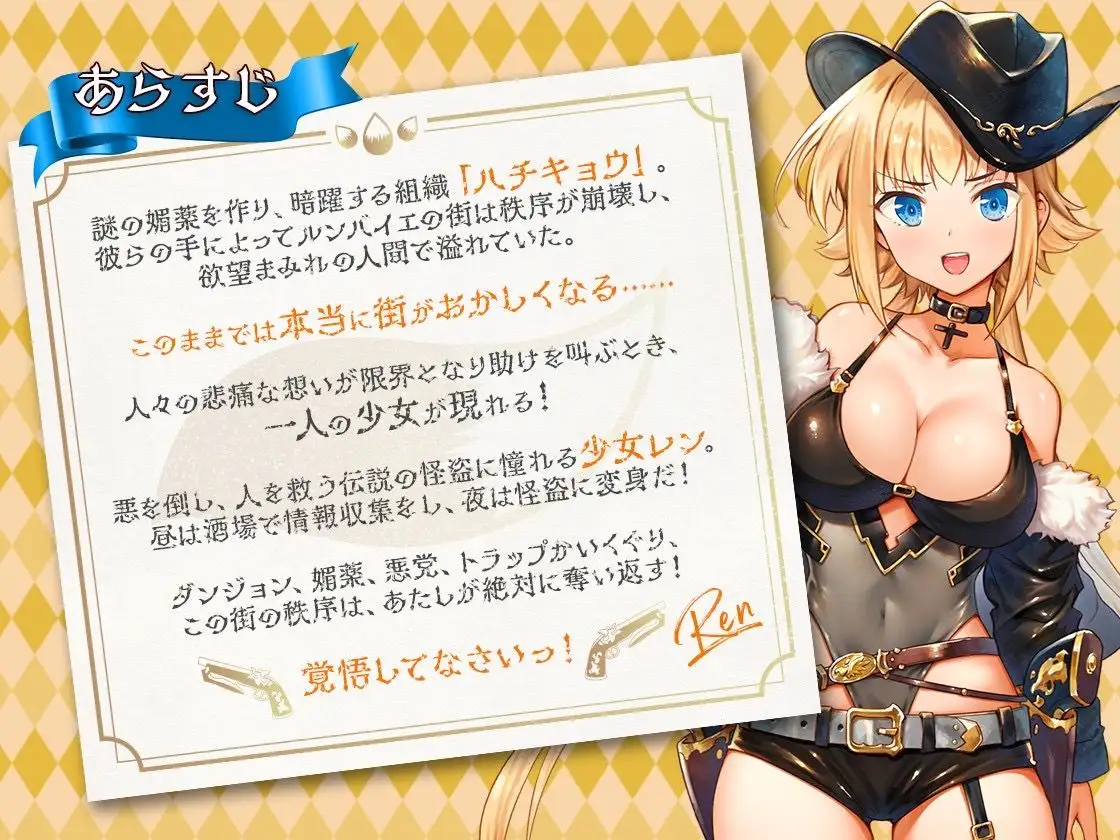 あらすじ
謎の媚薬を作り、暗躍する組織「ハチキョウ」。
彼らの手によってルンバイエの街は秩序が崩壊し、
欲望まみれの人間で溢れていた。
このままでは本当に街がおかしくなる……
人々の悲痛な想いが限界となり助けを叫ぶとき、
一人の少女が現れる！
悪を倒し、人を救う伝説の怪盗に憧れる少女レン。
昼は酒場で情報収集をし、夜は怪盗に変身だ！
ダンジョン、媚薬、悪党、トラップかいくぐり、
この街の秩序は、あたしが絶対に奪い返す！
覚悟してなさいっ！
Ren